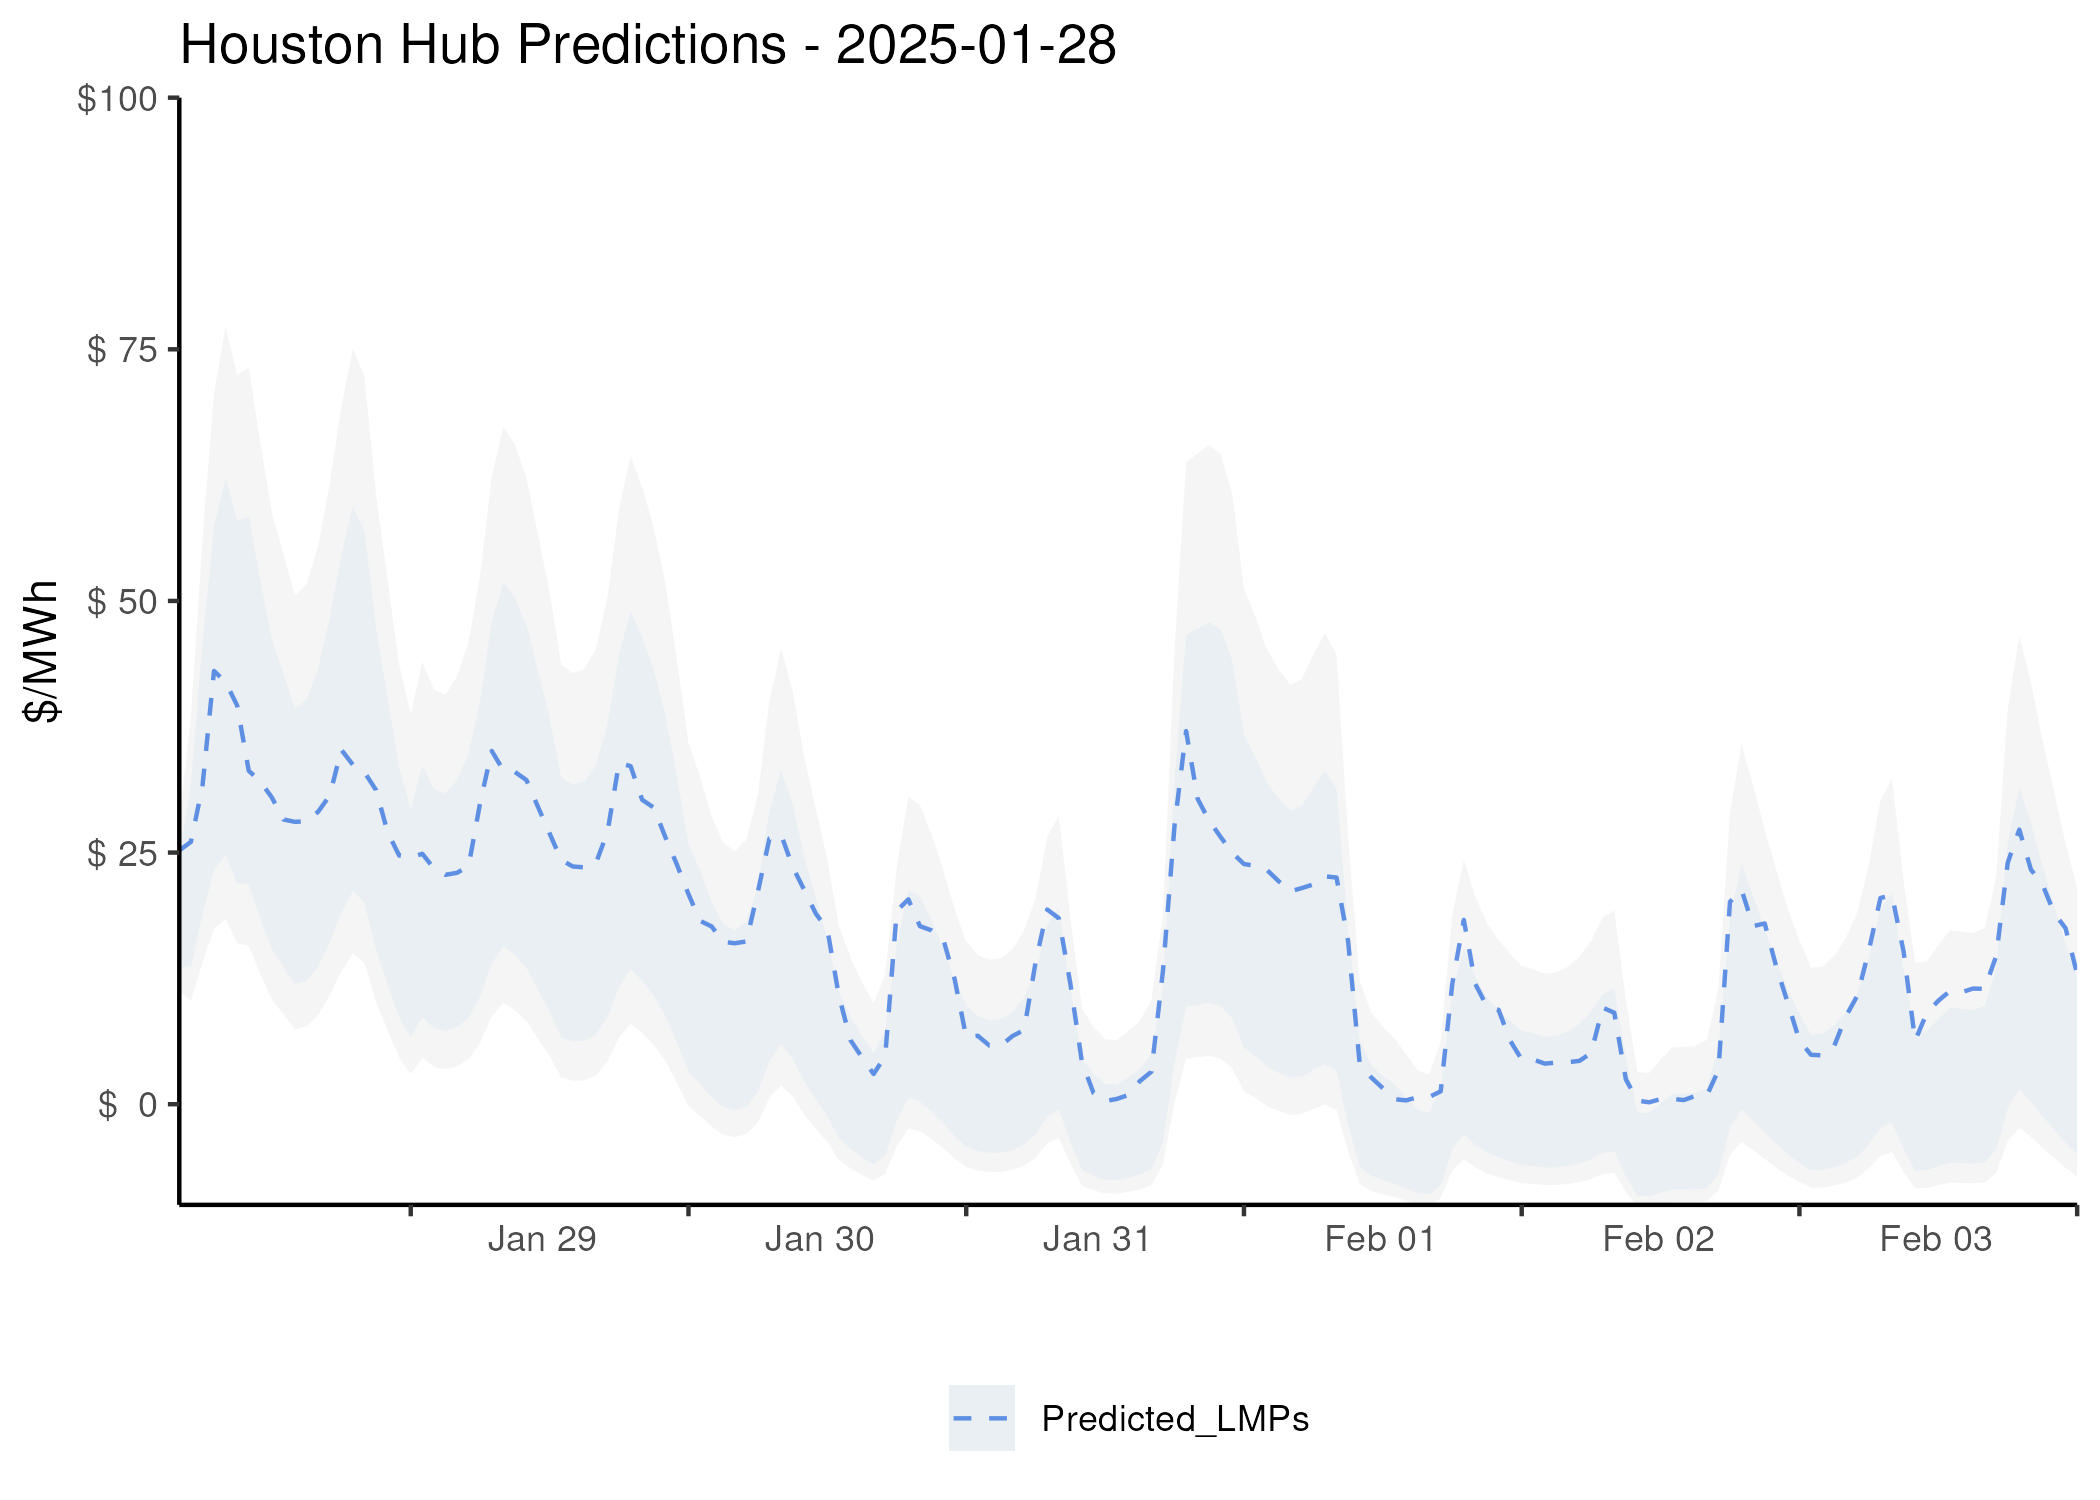 Houston Hub Predictions - 2025-01-28
$100
$ 75
$ 50
$ 25
$  0
$/MWh
Jan 29
Jan 30
Jan 31
Feb 01
Feb 02
Feb 03
Predicted_LMPs